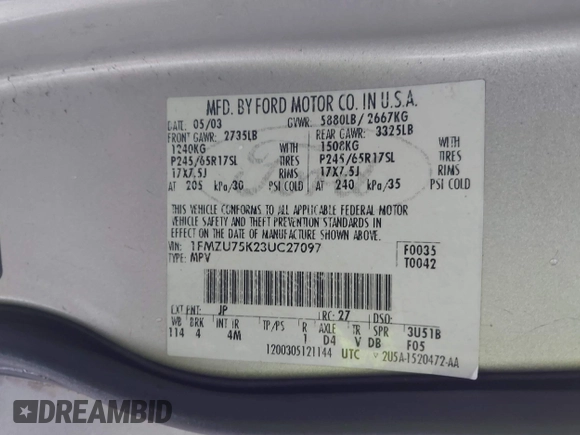 MFD. BY FORD MOTOR CO. IN U.S.A.
DATE: 05/03 GVWR: 5880LB/ 2667KG
FRONT GAWR: 2735LB REAR GAWR: 3325LB
1240KG WITH 1508KG WITH
P245/65R17SL TIRES P245/65R17SL TIRES
17X7.5J RIMS 17X7.5J RIMS
AT 205 kPa/30 PSI COLD AT 240 kPa/35 PSI COLD
THIS VEHICLE CONFORMS TO ALL APPLICABLE FEDERAL MOTOR
VEHICLE SAFETY AND THEFT PREVENTION STANDARDS IN
EFFECT ON THE DATE OF MANUFACTURE SHOWN ABOVE.
VIN: 1FMZU75K23UC27097 F0035
TYPE: MPV T0042
EXT PNT: JP RC: 27 DSO:
WB BRK INT IR TP/PS R AXLE TR SPR 3U51B
114 4 4M 1 D4 V DB F05
1200305121144 UTC V 2U5A-1520472-AA
Ford
DREAMBID